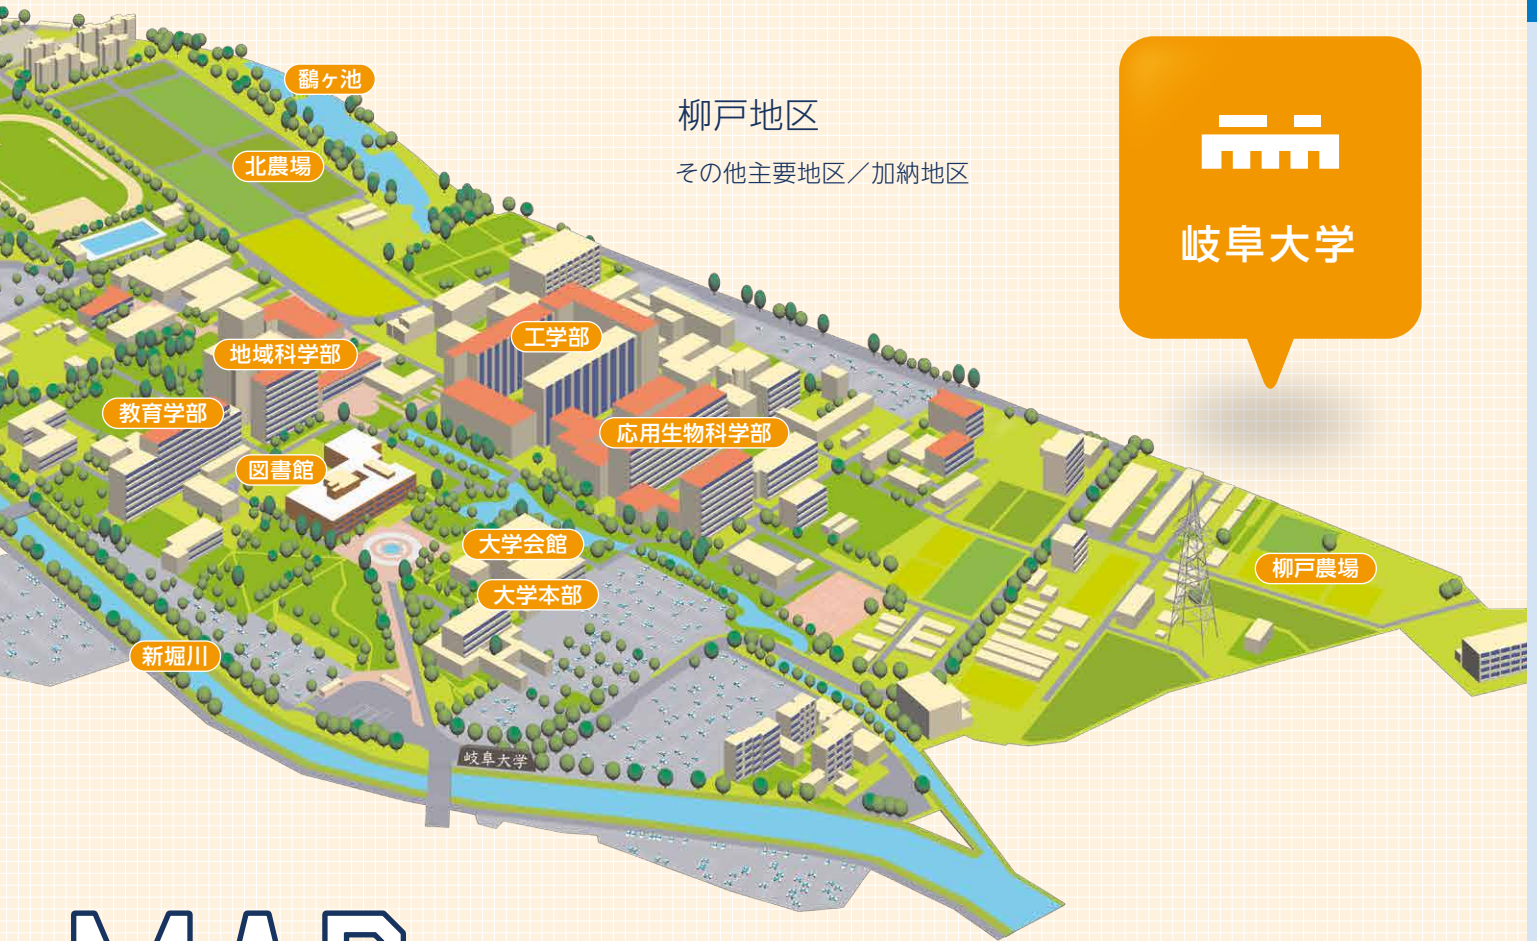 鶴ヶ池
柳戸地区
北農場
その他主要地区／加納地区
岐阜大学
工学部
地域科学部
教育学部
応用生物科学部
図書館
大学会館
柳戸農場
大学本部
新堀川
岐阜大学
MAP